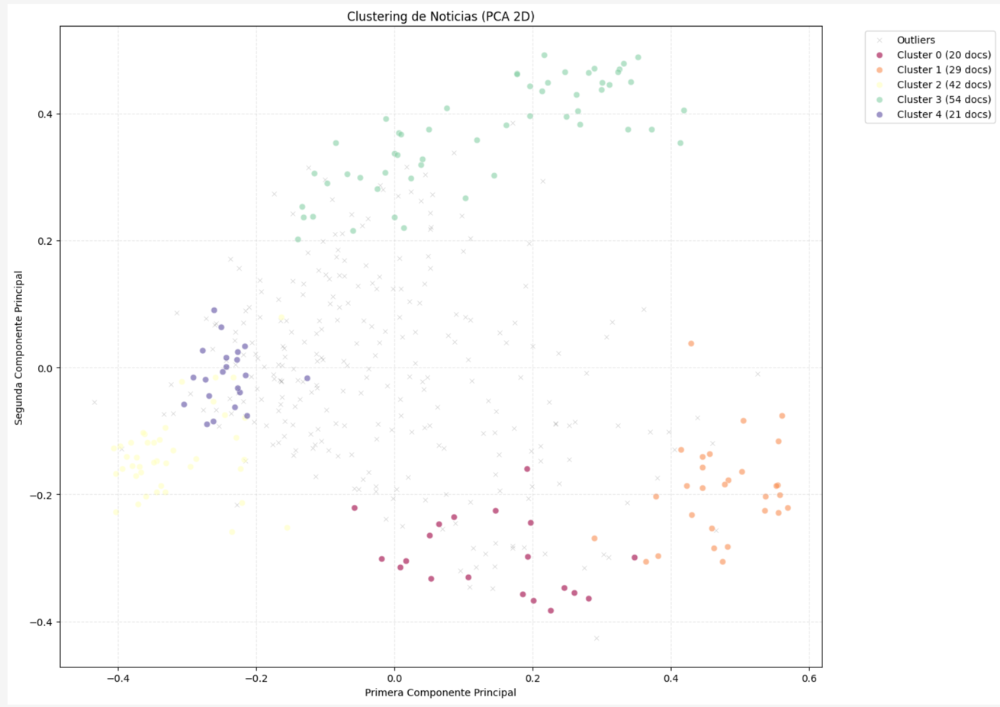 Clustering de Noticias (PCA 2D)
Outliers
Cluster 0 (20 docs)
Cluster 1 (29 docs)
Cluster 2 (42 docs)
Cluster 3 (54 docs)
Cluster 4 (21 docs)
Segunda Componente Principal
0.4
0.2
0.0
−0.2
−0.4
−0.4
−0.2
0.0
0.2
0.4
0.6
Primera Componente Principal